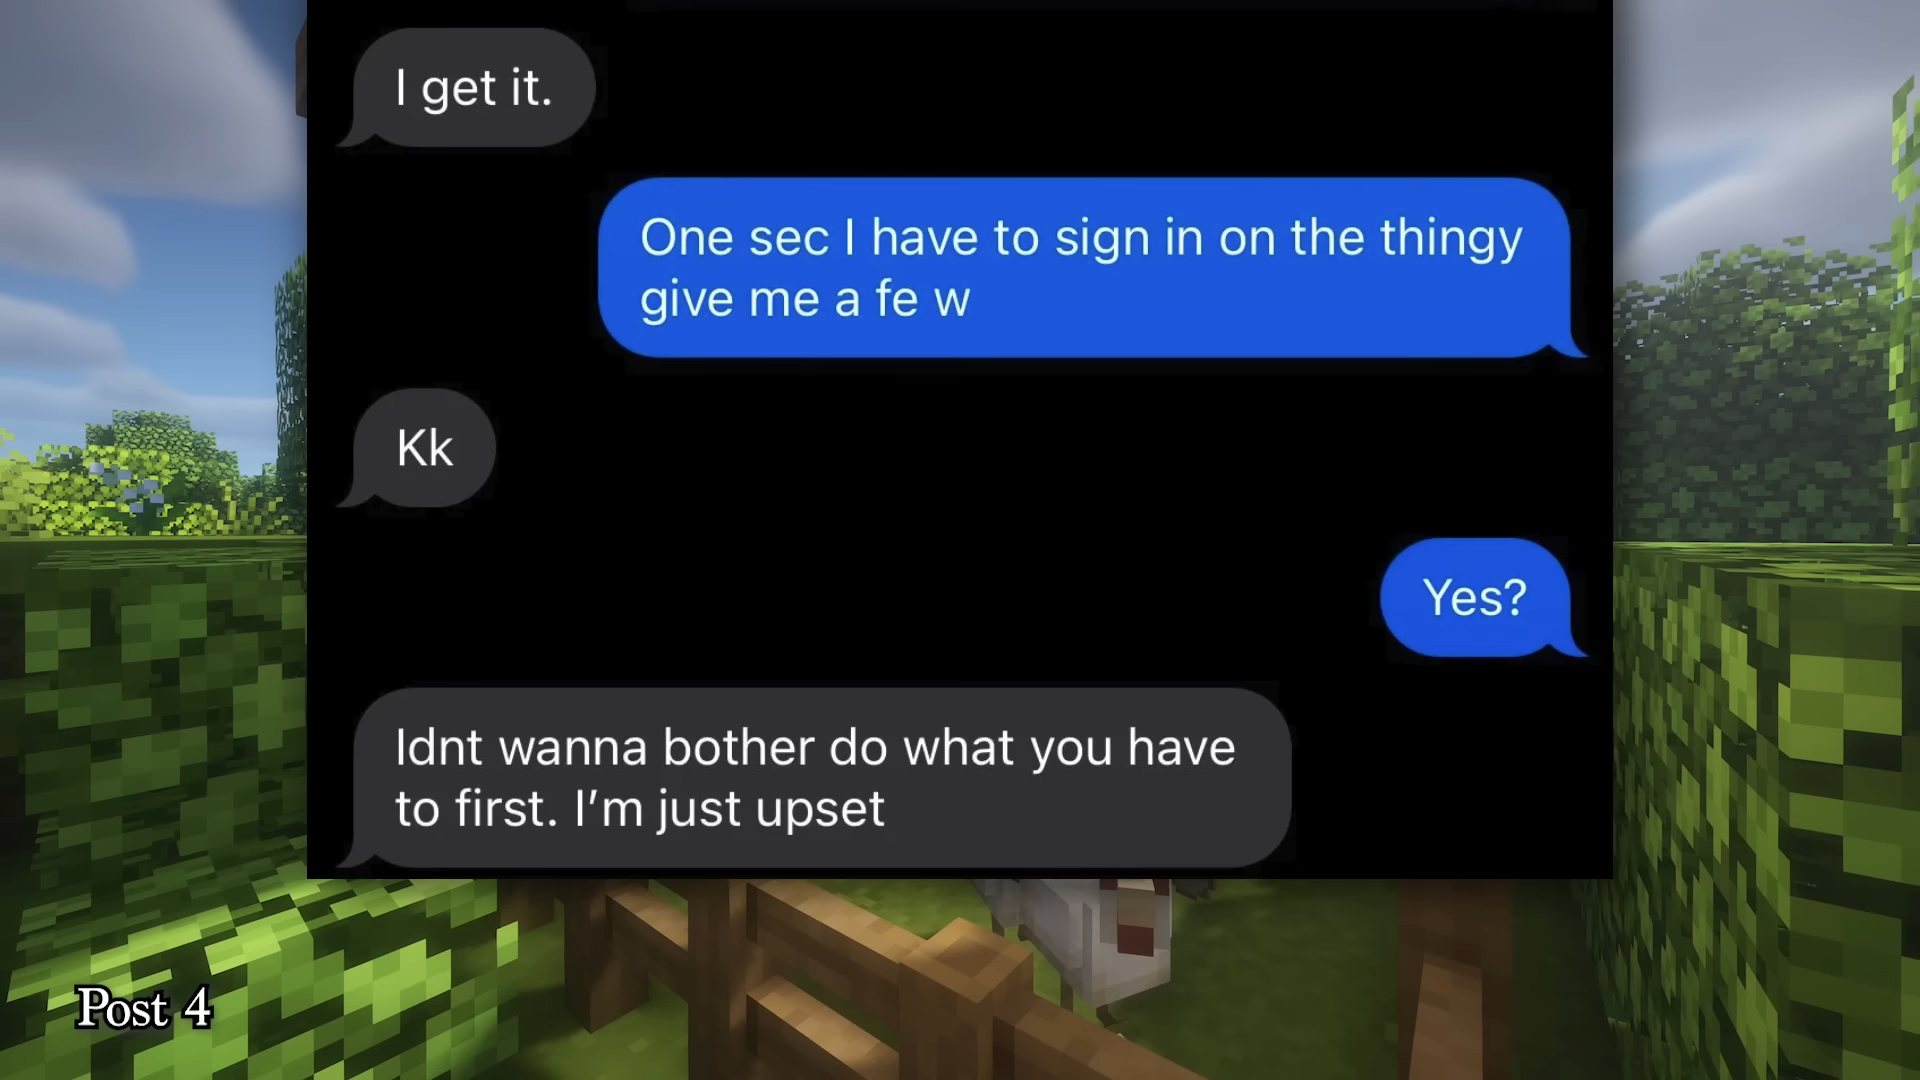 I get it.
One sec I have to sign in on the thingy
give me a fe w
Kk
Yes?
Idnt wanna bother do what you have
to first. I’m just upset
Post 4